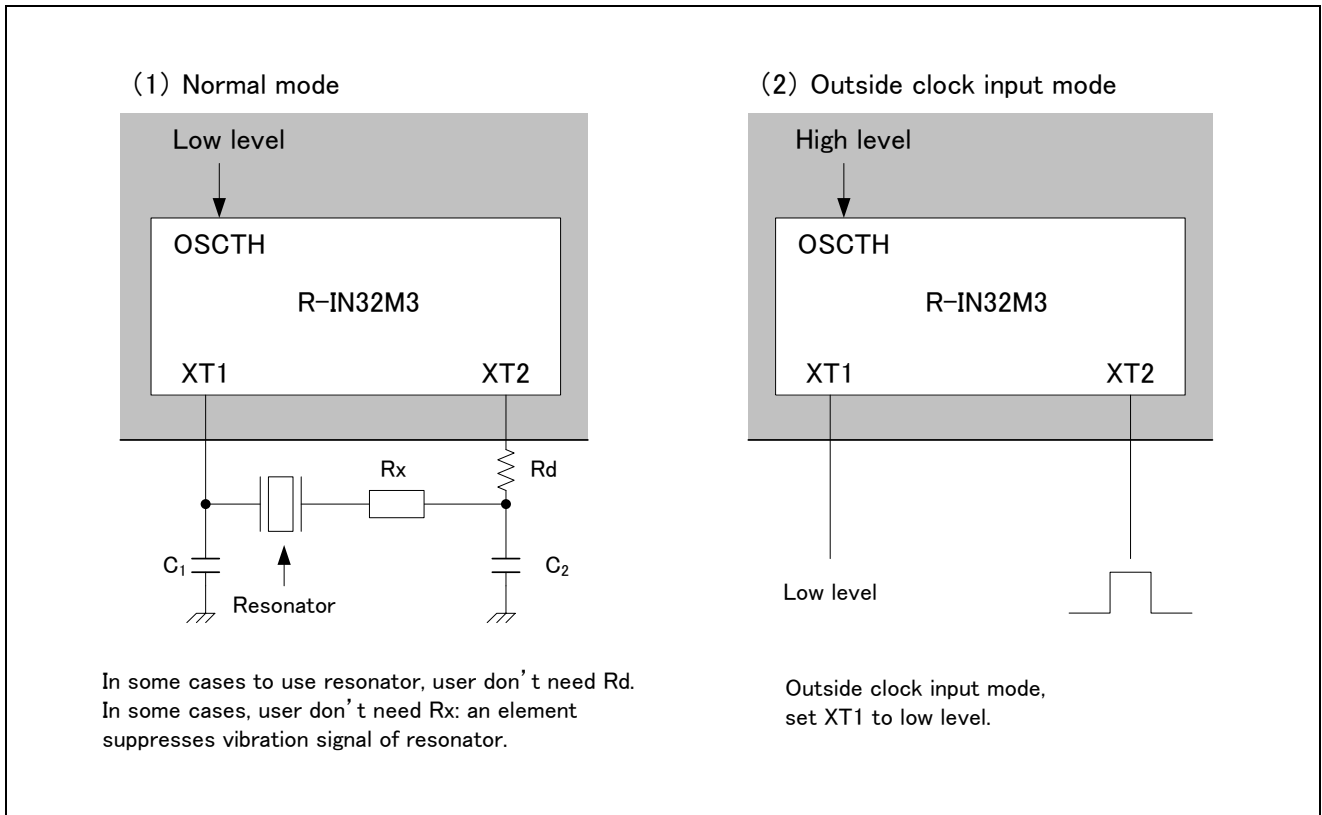 (1) Normal mode
Low level
OSCTH
R-IN32M3
XT1
XT2
Rx
Rd
C1
C2
Resonator
In some cases to use resonator, user don't need Rd.
In some cases, user don't need Rx: an element
suppresses vibration signal of resonator.
(2) Outside clock input mode
High level
OSCTH
R-IN32M3
XT1
XT2
Low level
Outside clock input mode,
set XT1 to low level.